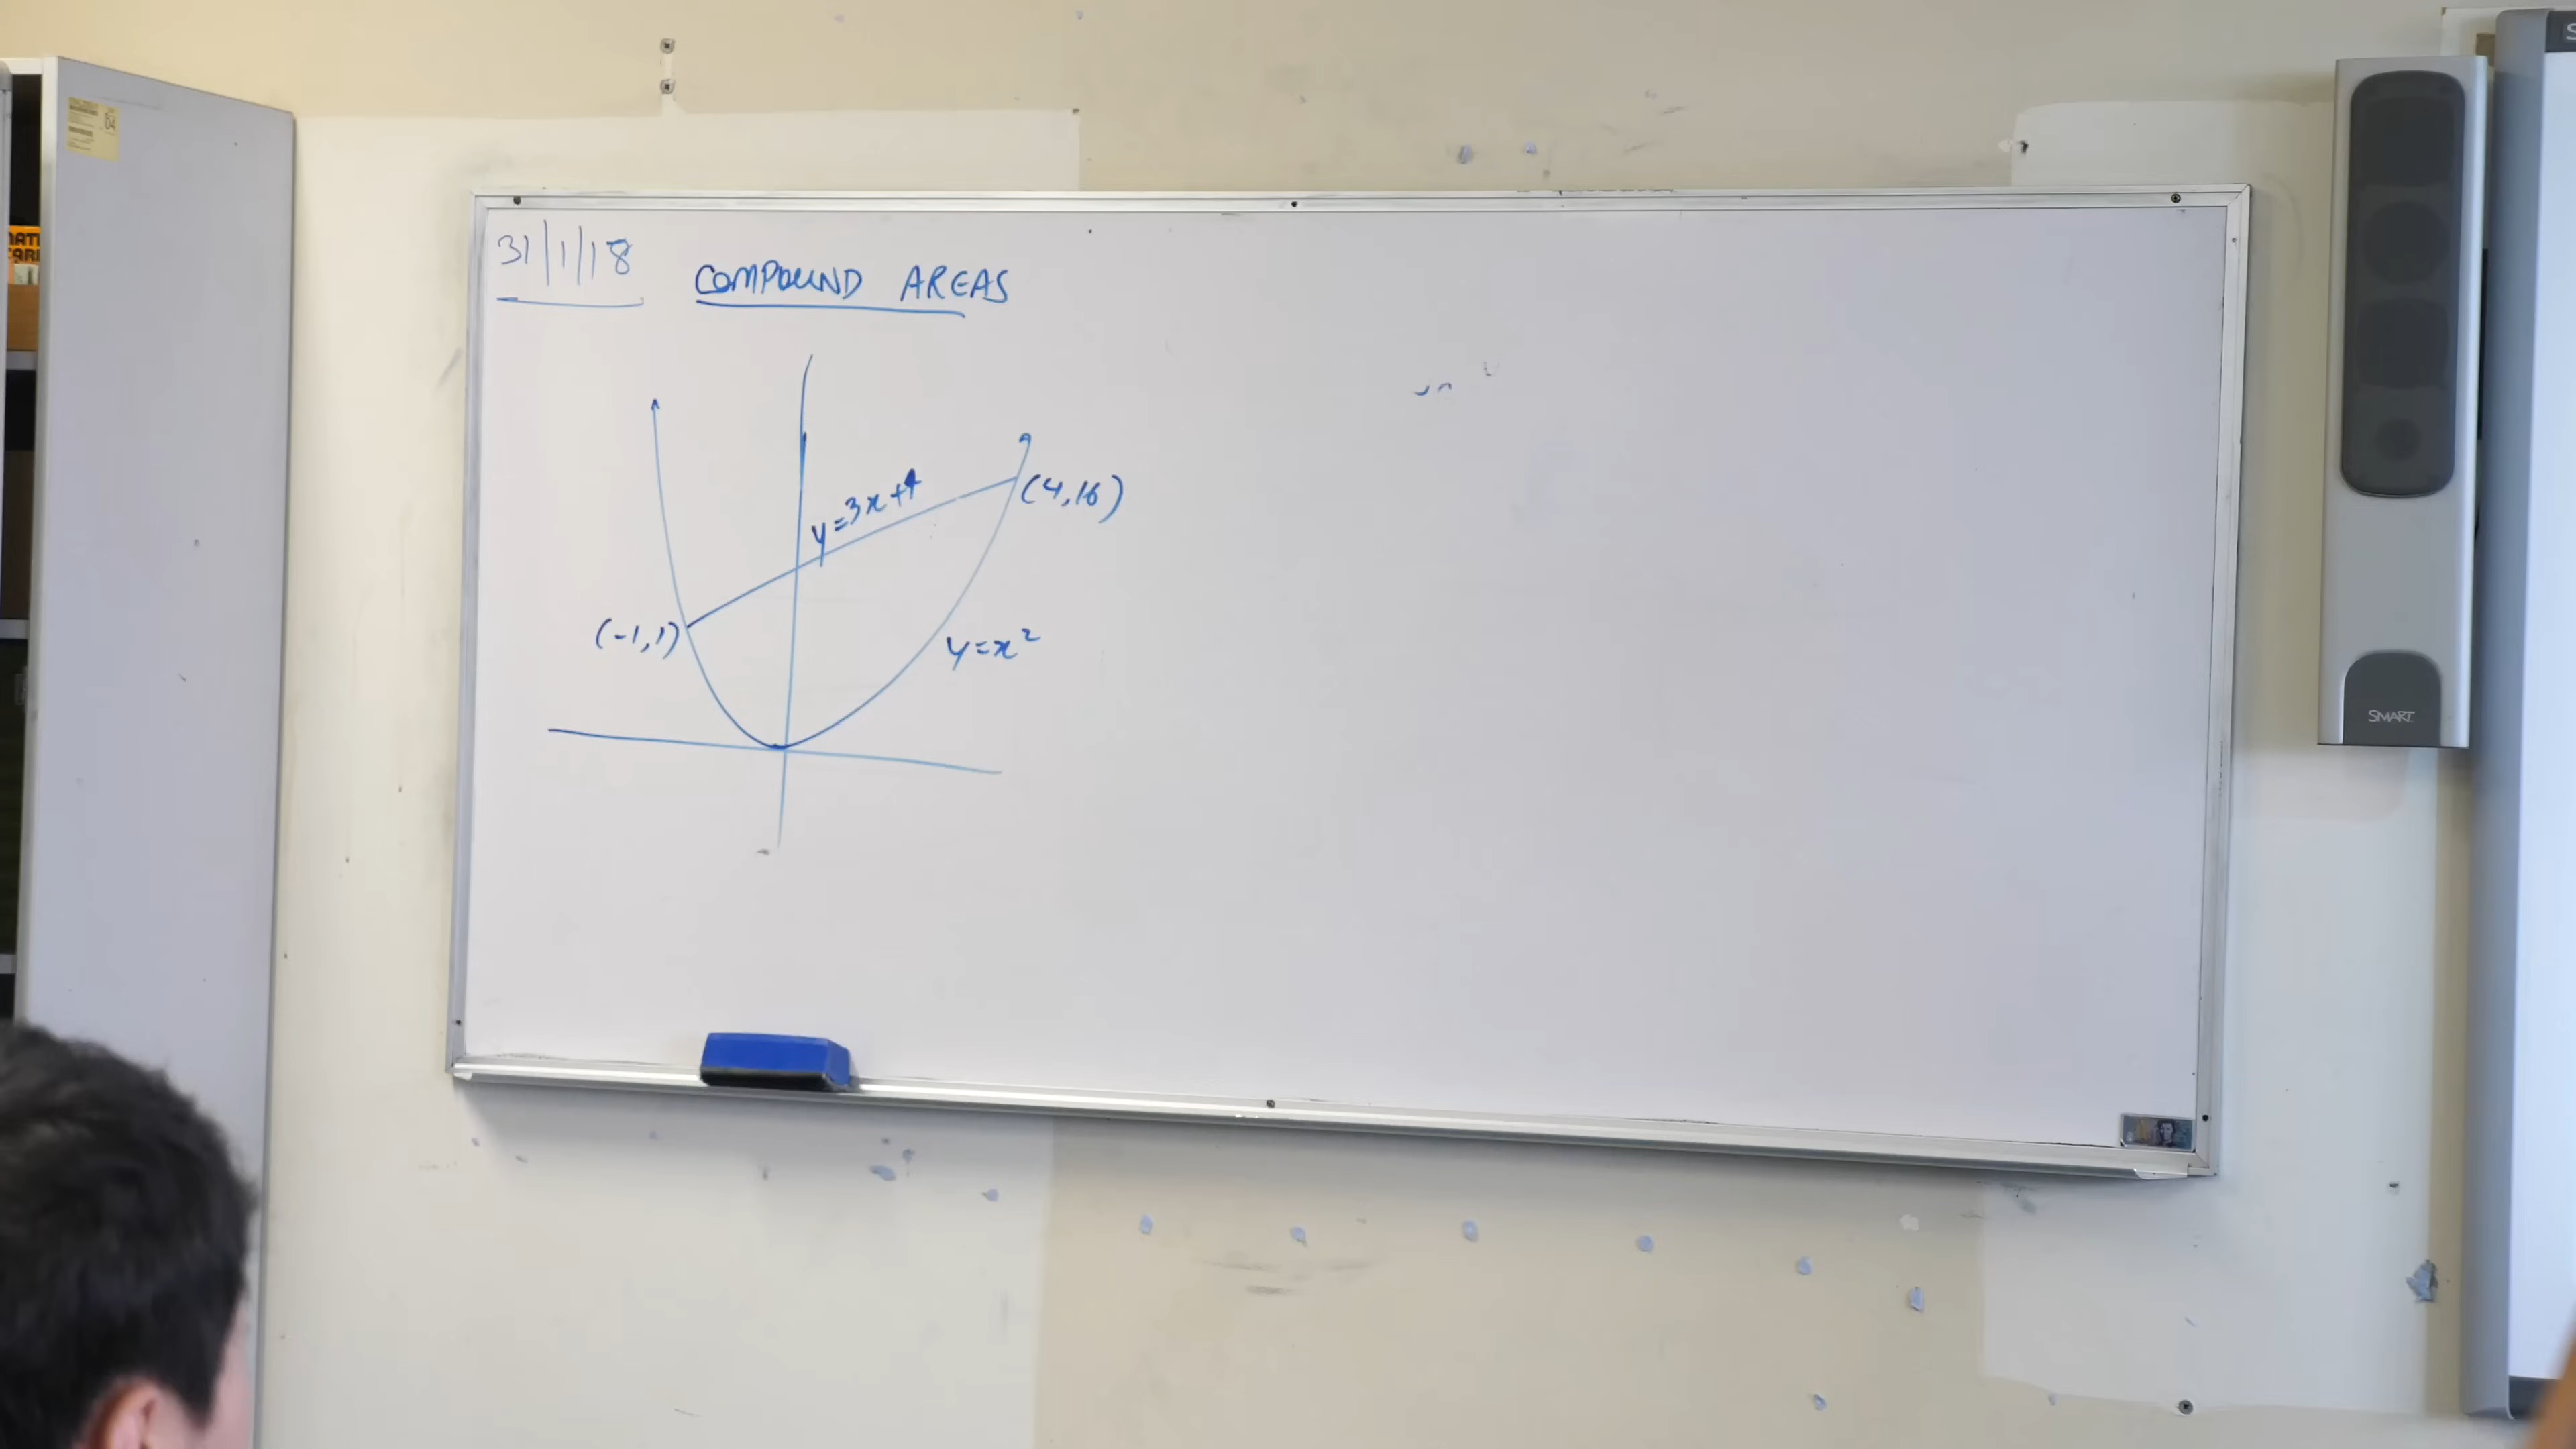 31/1/18
COMPOUND AREAS
y=3x+4
(4,16)
(-1,1)
y=x²
SMART